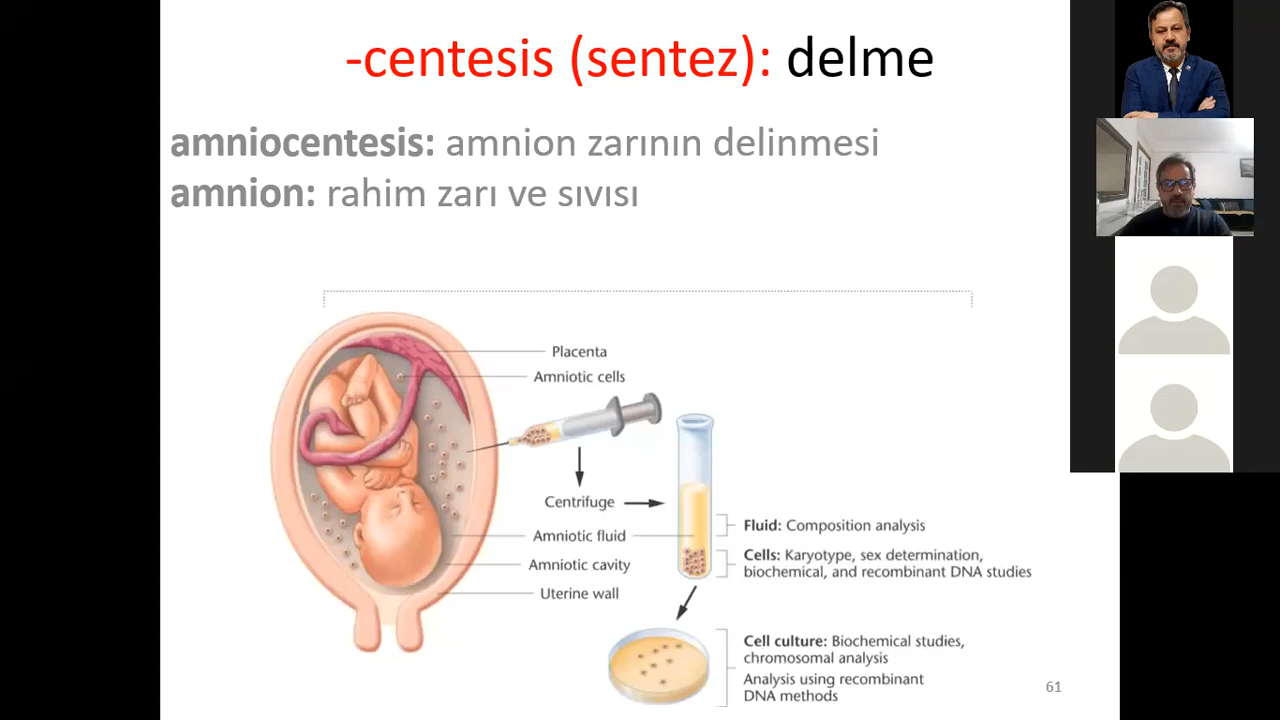 -centesis (sentez): delme
amniocentesis: amnion zarının delinmesi
amnion: rahim zarı ve sıvısı
Placenta
Amniotic cells
Centrifuge
Amniotic fluid
Amniotic cavity
Uterine wall
Fluid: Composition analysis
Cells: Karyotype, sex determination,
biochemical, and recombinant DNA studies
Cell culture: Biochemical studies,
chromosomal analysis
Analysis using recombinant
DNA methods
61